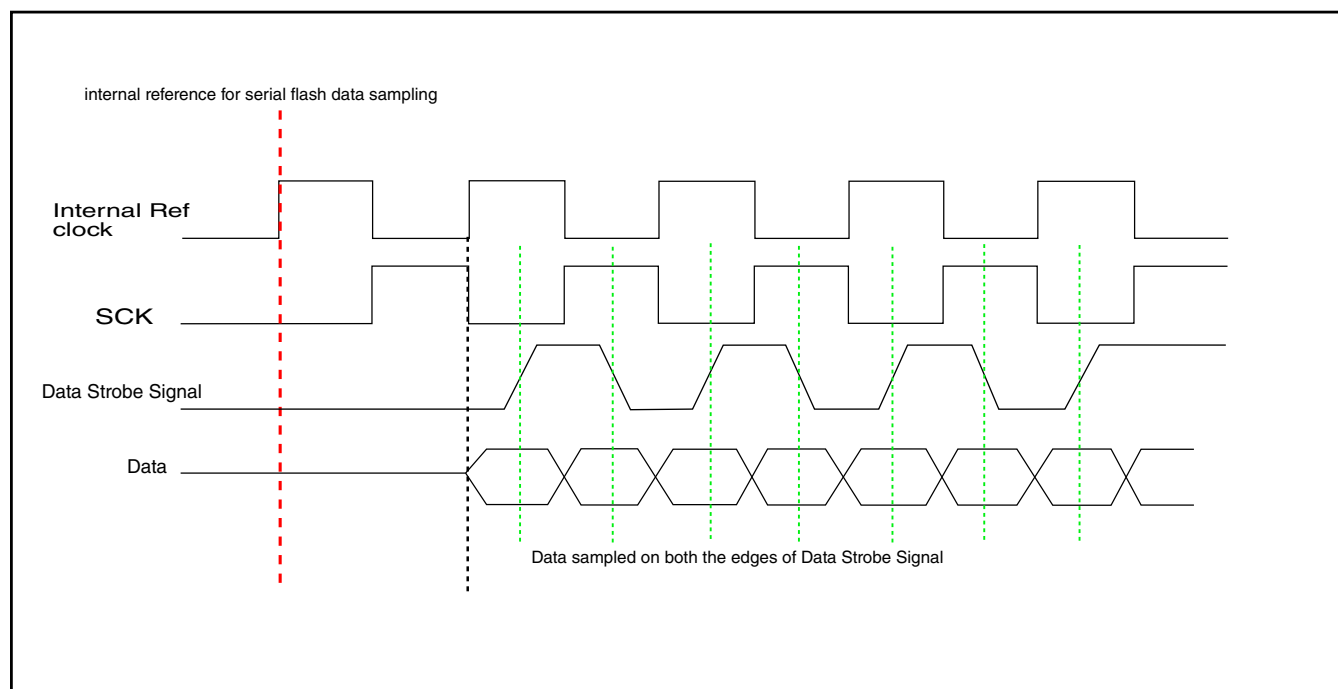 internal reference for serial flash data sampling
Internal Ref
clock
SCK
Data Strobe Signal
Data
Data sampled on both the edges of Data Strobe Signal